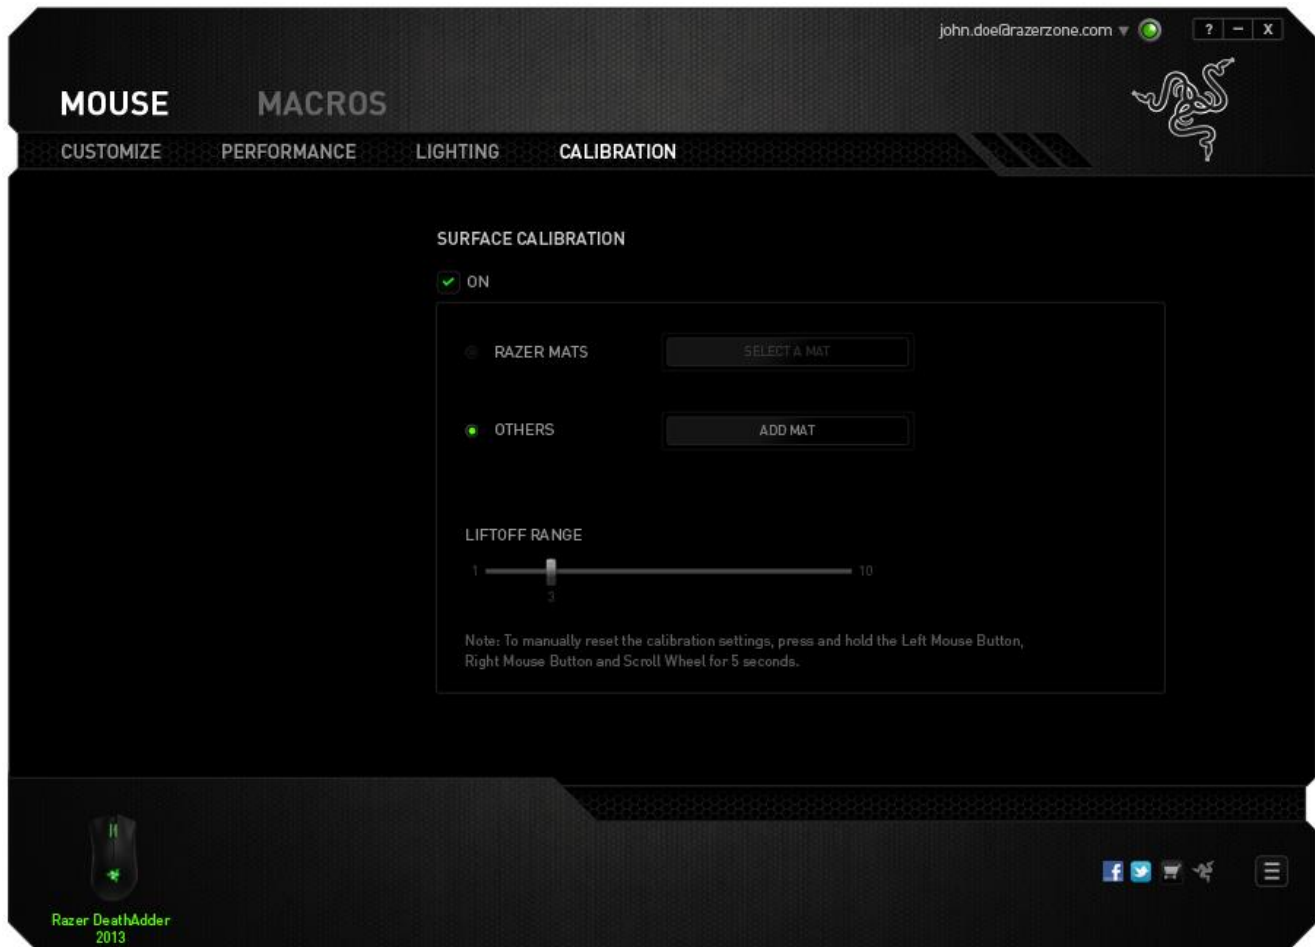 john.doe@razerzone.com
? – X
MOUSE MACROS
CUSTOMIZE PERFORMANCE LIGHTING CALIBRATION
SURFACE CALIBRATION
ON
RAZER MATS SELECT A MAT
OTHERS ADD MAT
LIFTOFF RANGE
1 10
3
Note: To manually reset the calibration settings, press and hold the Left Mouse Button,
Right Mouse Button and Scroll Wheel for 5 seconds.
Razer DeathAdder
2013